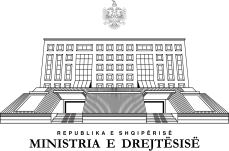 REPUBLIKA E SHQIPËRISË
MINISTRIA E DREJTËSISË